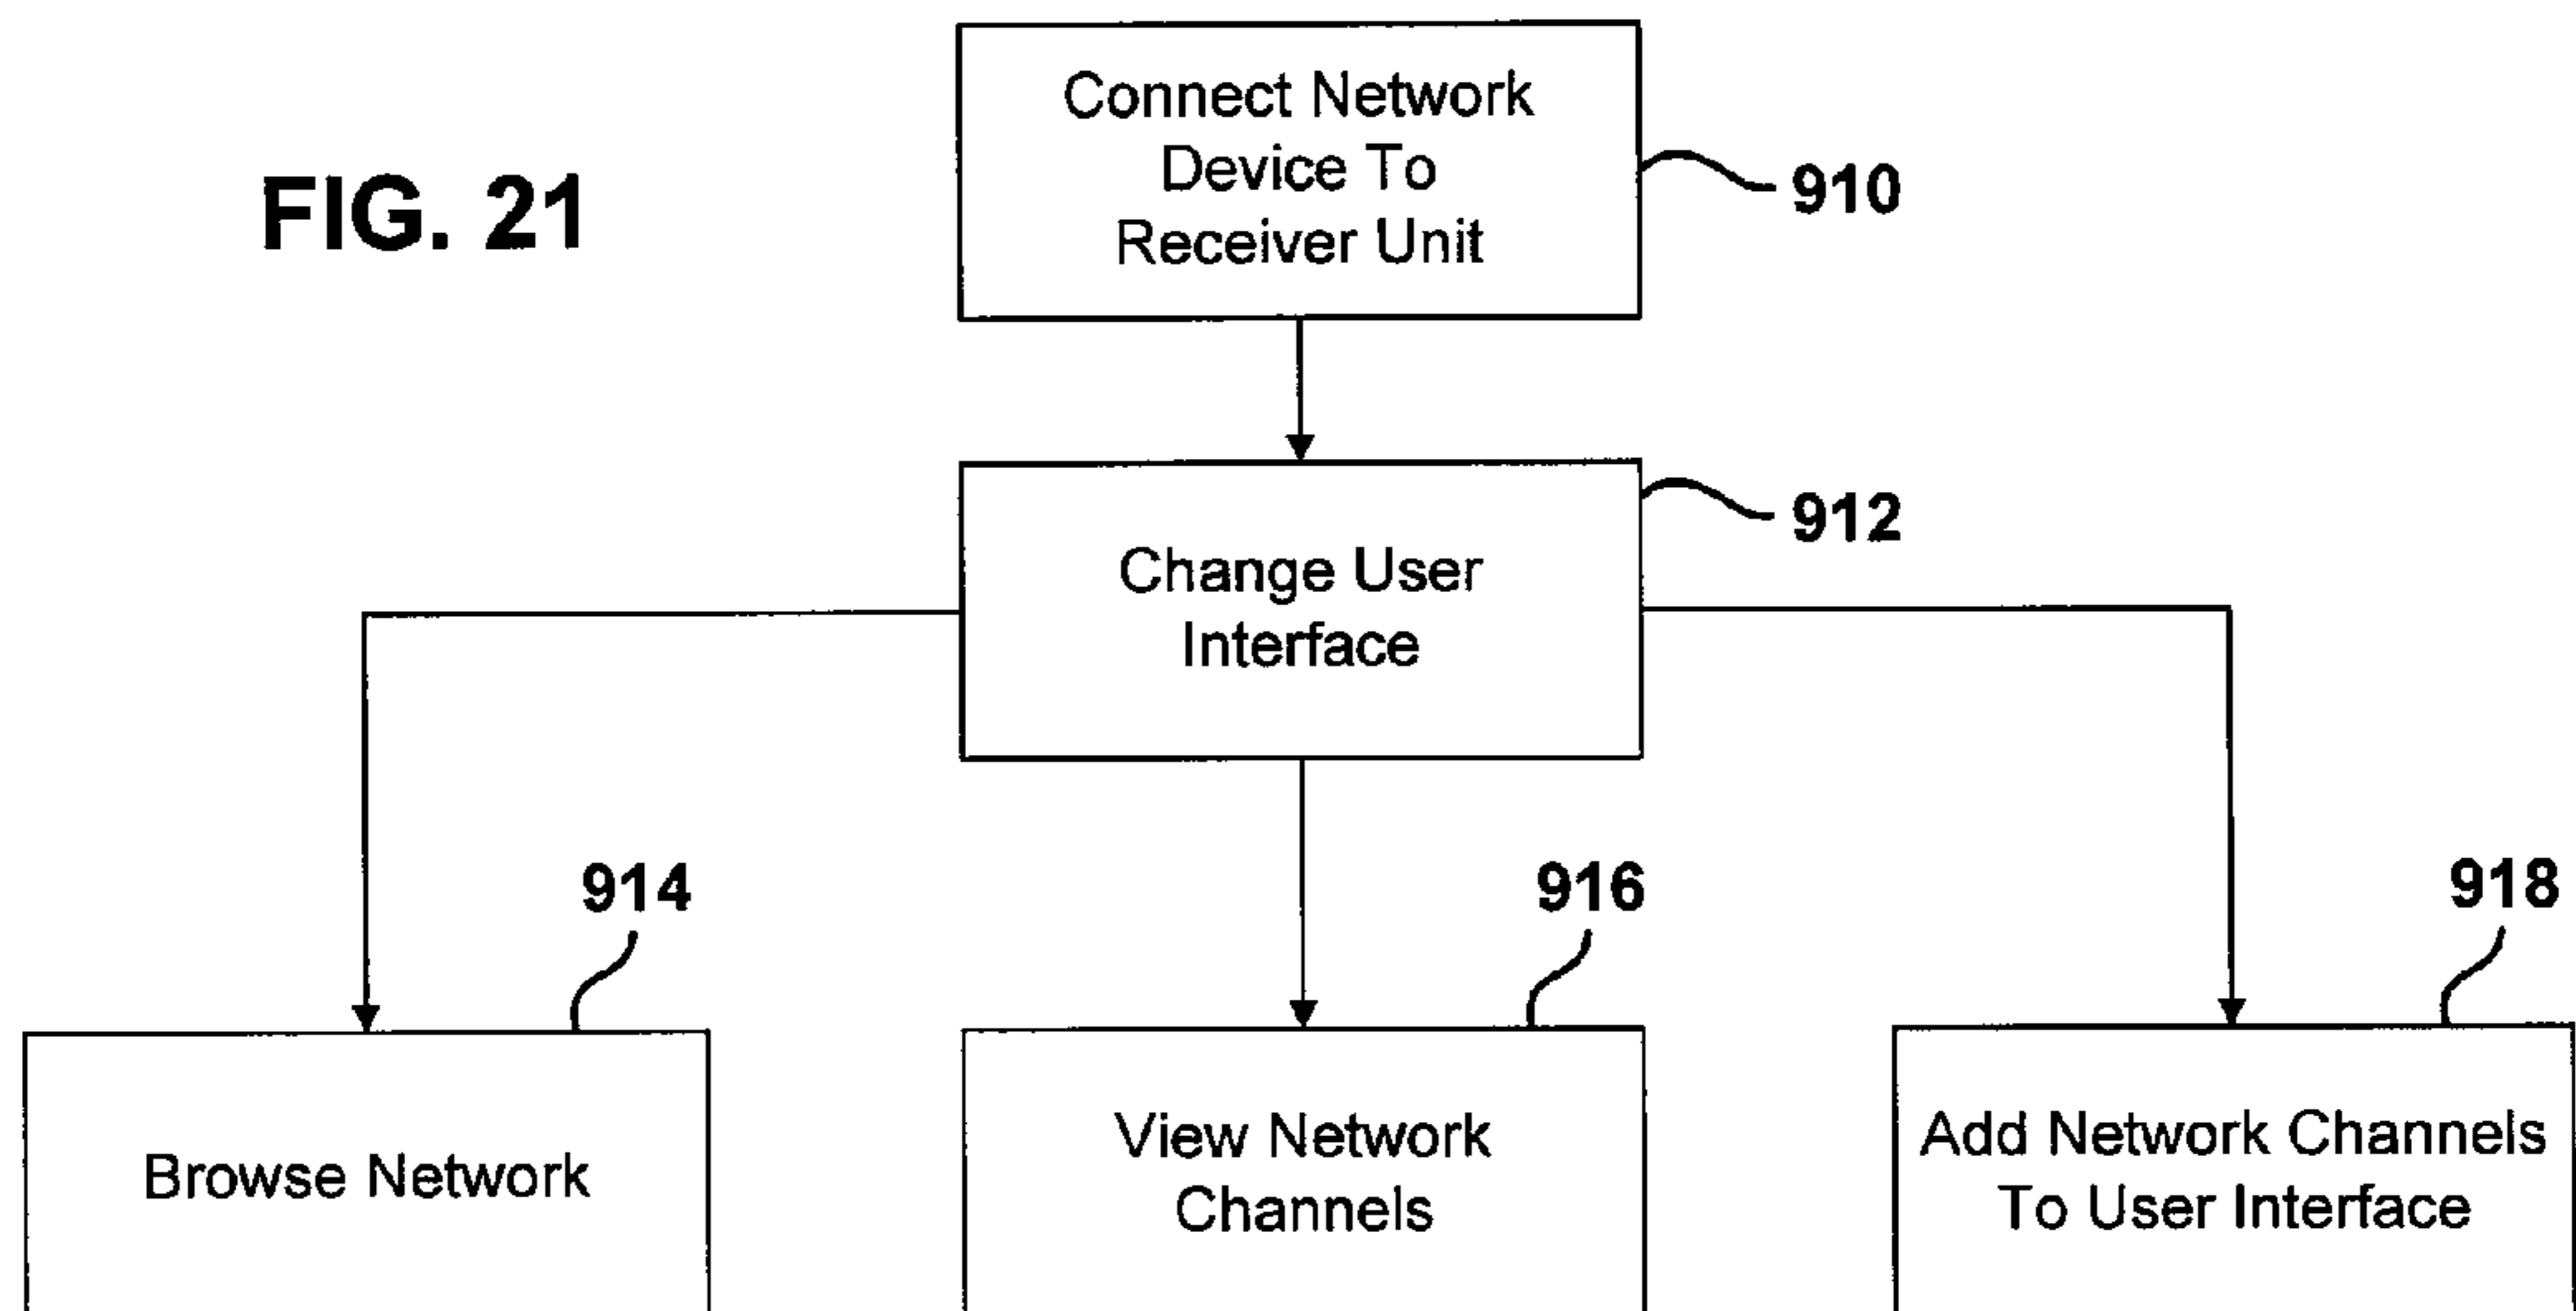 FIG. 21
Connect Network
Device To
Receiver Unit
910
Change User
Interface
912
914
916
918
Browse Network
View Network
Channels
Add Network Channels
To User Interface